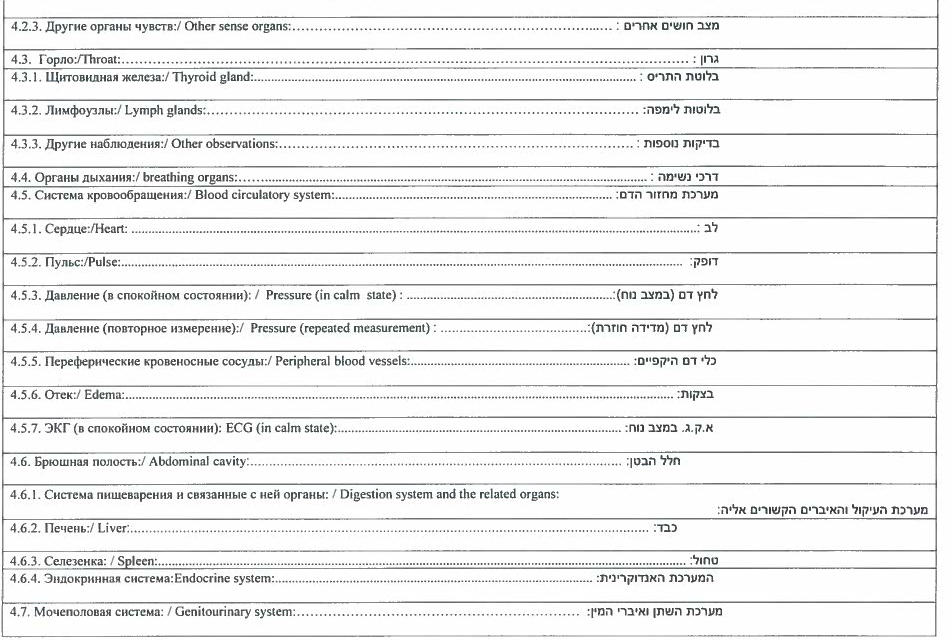 4.2.3. Другие органы чувств:/ Other sense organs:................................................................ מצב חושים אחרים :
4.3. Горло:/Throat:................................................................ גרון :
4.3.1. Щитовидная железа:/ Thyroid gland:................................................................ בלוטת התריס :
4.3.2. Лимфоузлы:/ Lymph glands:................................................................ בלוטות לימפה:
4.3.3. Другие наблюдения:/ Other observations:................................................................ בדיקות נוספות :
4.4. Органы дыхания:/ breathing organs:................................................................ דרכי נשימה :
4.5. Система кровообращения:/ Blood circulatory system:................................................................ מערכת מחזור הדם:
4.5.1. Сердце:/Heart: ................................................................ לב :
4.5.2. Пульс:/Pulse:................................................................ דופק:
4.5.3. Давление (в спокойном состоянии): / Pressure (in calm state) : ................................................................ לחץ דם (במצב נוח):
4.5.4. Давление (повторное измерение):/ Pressure (repeated measurement) : ................................................................ לחץ דם (מדידה חוזרת):
4.5.5. Переферические кровеносные сосуды:/ Peripheral blood vessels:................................................................ כלי דם היקפיים:
4.5.6. Отек:/ Edema:................................................................ בצקות:
4.5.7. ЭКГ (в спокойном состоянии): ECG (in calm state):................................................................ א.ק.ג. במצב נוח:
4.6. Брюшная полость:/ Abdominal cavity:................................................................ חלל הבטן:
4.6.1. Система пищеварения и связанные с ней органы: / Digestion system and the related organs:
מערכת העיקול והאיברים הקשורים אליה:
4.6.2. Печень:/ Liver:................................................................ כבד:
4.6.3. Селезенка: / Spleen:................................................................ טחול:
4.6.4. Эндокринная система:Endocrine system:................................................................ המערכת האנדוקרינית:
4.7. Мочеполовая система: / Genitourinary system:................................................................ מערכת השתן ואיברי המין: